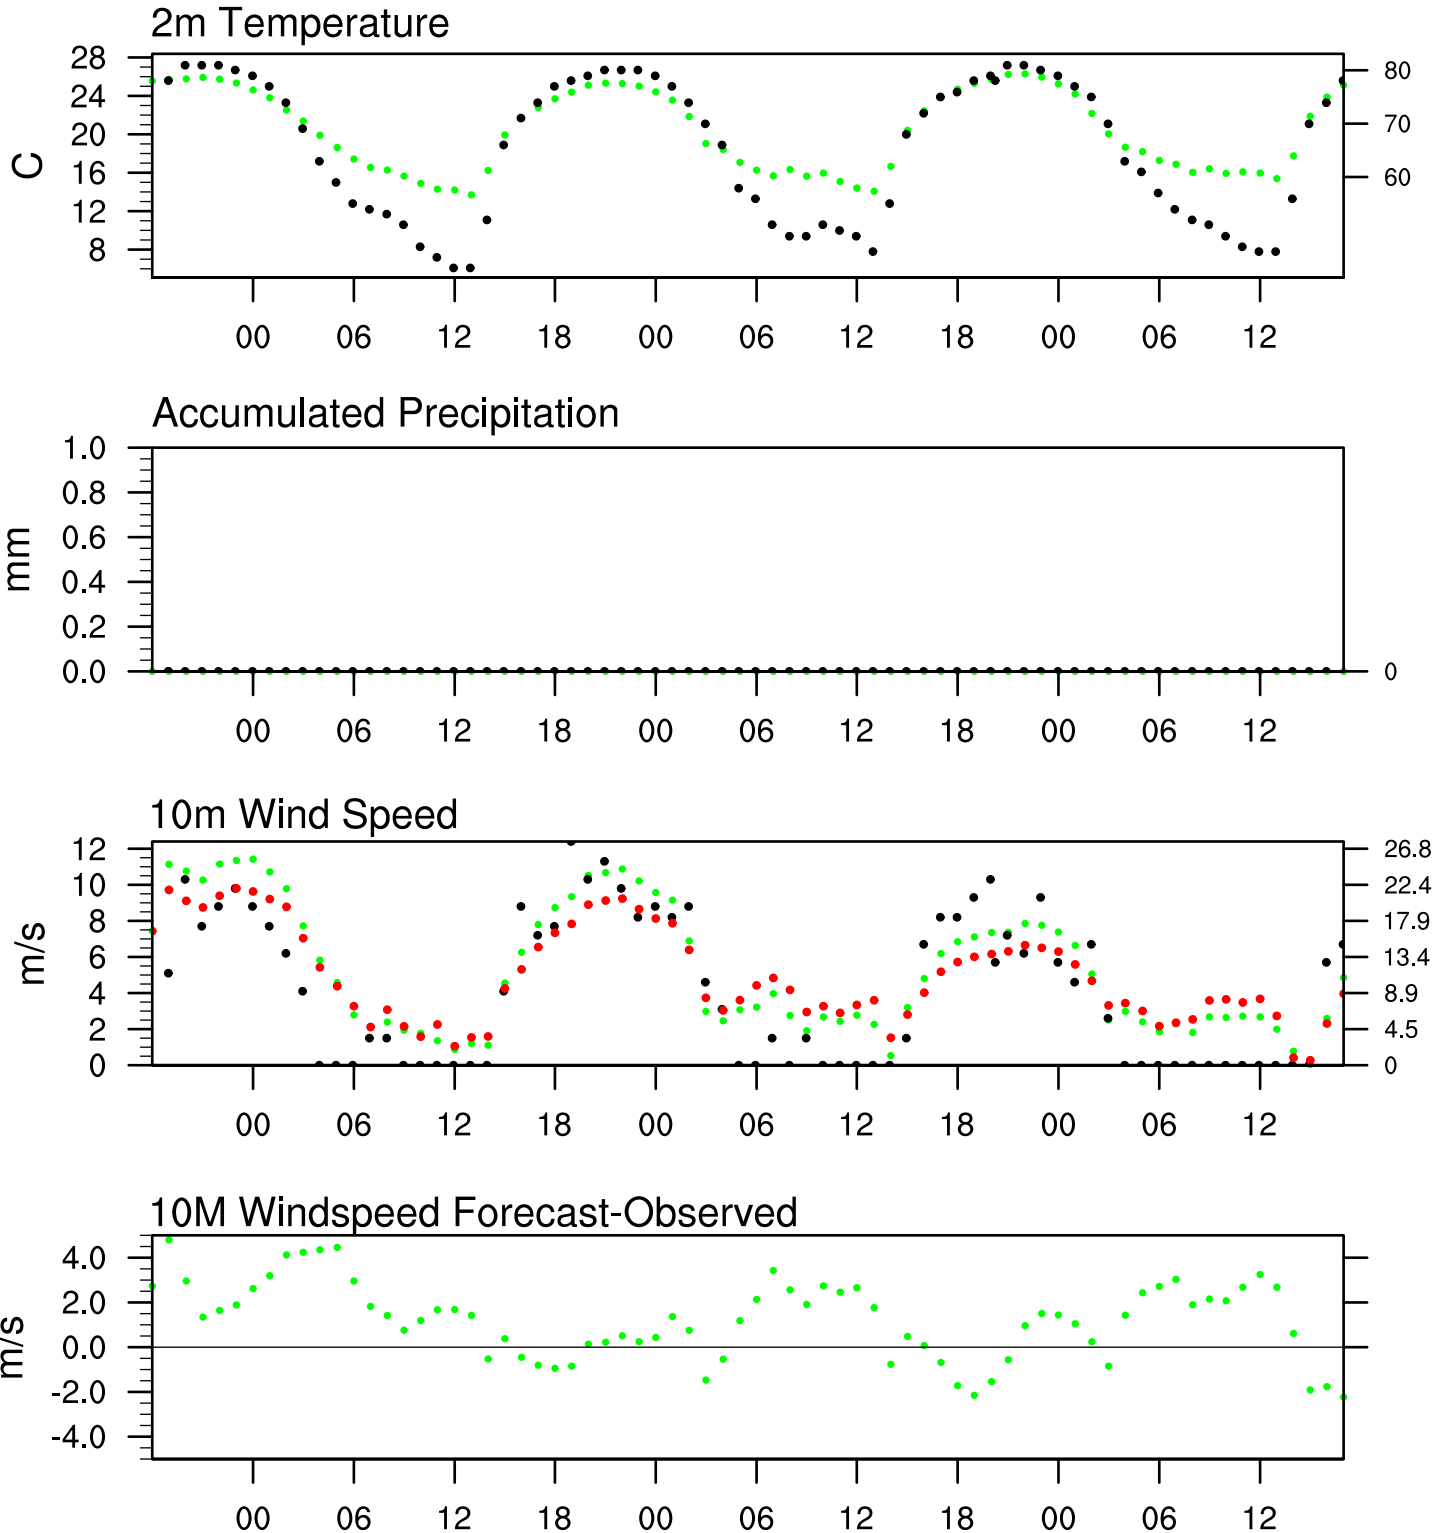 2m Temperature
28
24
20
16
12
8
C
80
70
60
00 06 12 18 00 06 12 18 00 06 12
Accumulated Precipitation
1.0
0.8
0.6
0.4
0.2
0.0
mm
0
00 06 12 18 00 06 12 18 00 06 12
10m Wind Speed
12
10
8
6
4
2
0
m/s
26.8
22.4
17.9
13.4
8.9
4.5
0
00 06 12 18 00 06 12 18 00 06 12
10M Windspeed Forecast-Observed
4.0
2.0
0.0
-2.0
-4.0
m/s
00 06 12 18 00 06 12 18 00 06 12